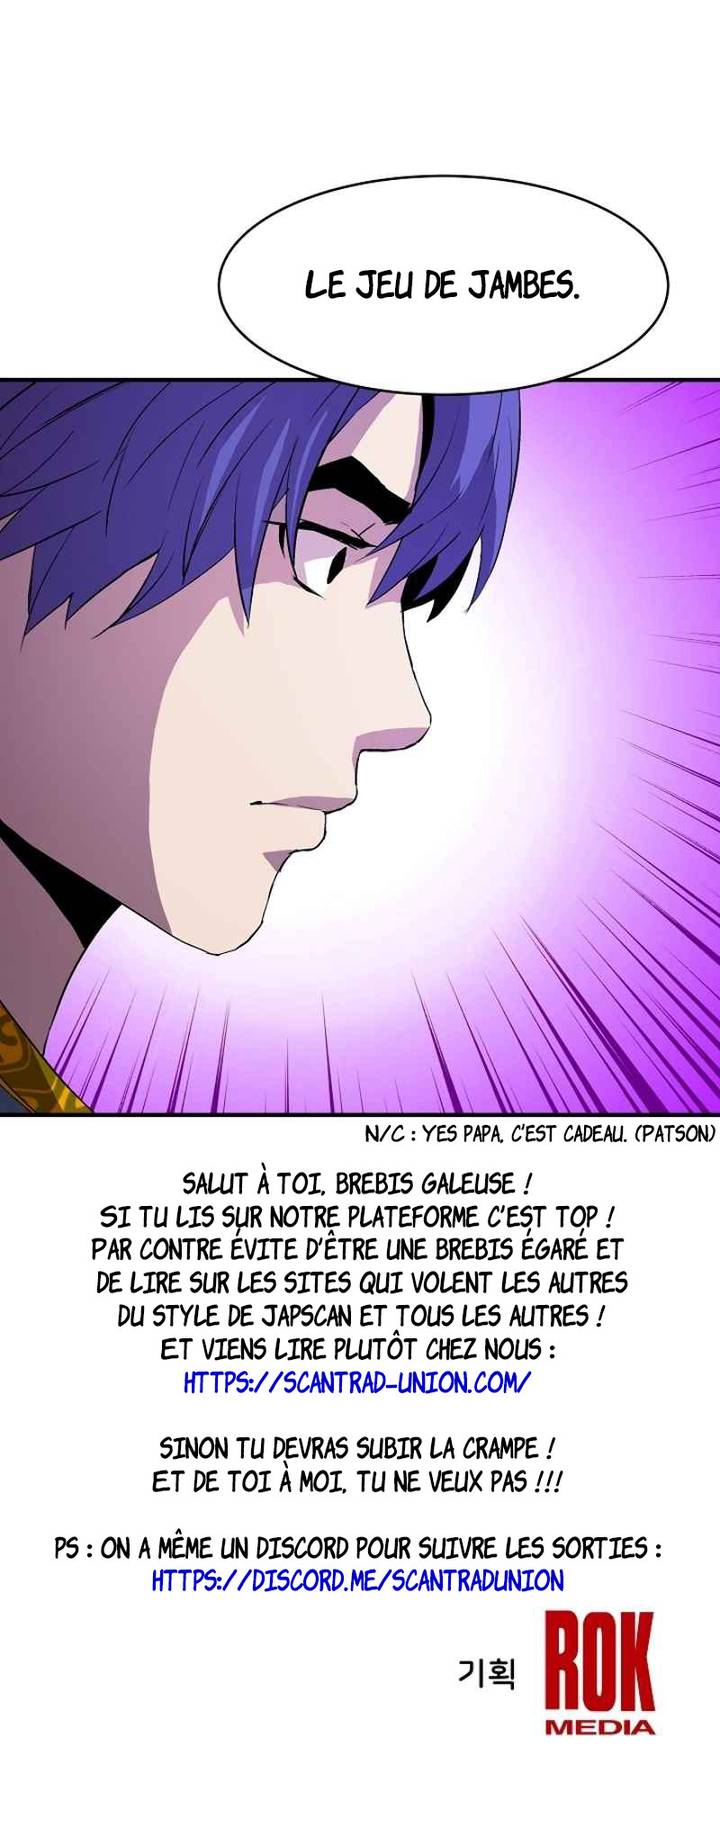 LE JEU DE JAMBES.
N/C : YES PAPA, C'EST CADEAU. (PATSON)
SALUT À TOI, BREBIS GALEUSE !
SI TU LIS SUR NOTRE PLATEFORME C'EST TOP !
PAR CONTRE ÉVITE D'ÊTRE UNE BREBIS ÉGARÉ ET
DE LIRE SUR LES SITES QUI VOLENT LES AUTRES
DU STYLE DE JAPSCAN ET TOUS LES AUTRES !
ET VIENS LIRE PLUTÔT CHEZ NOUS :
HTTPS://SCANTRAD-UNION.COM/
SINON TU DEVRAS SUBIR LA CRAMPE !
ET DE TOI À MOI, TU NE VEUX PAS !!!
PS : ON A MÊME UN DISCORD POUR SUIVRE LES SORTIES :
HTTPS://DISCORD.ME/SCANTRADUNION
기획
ROK
MEDIA